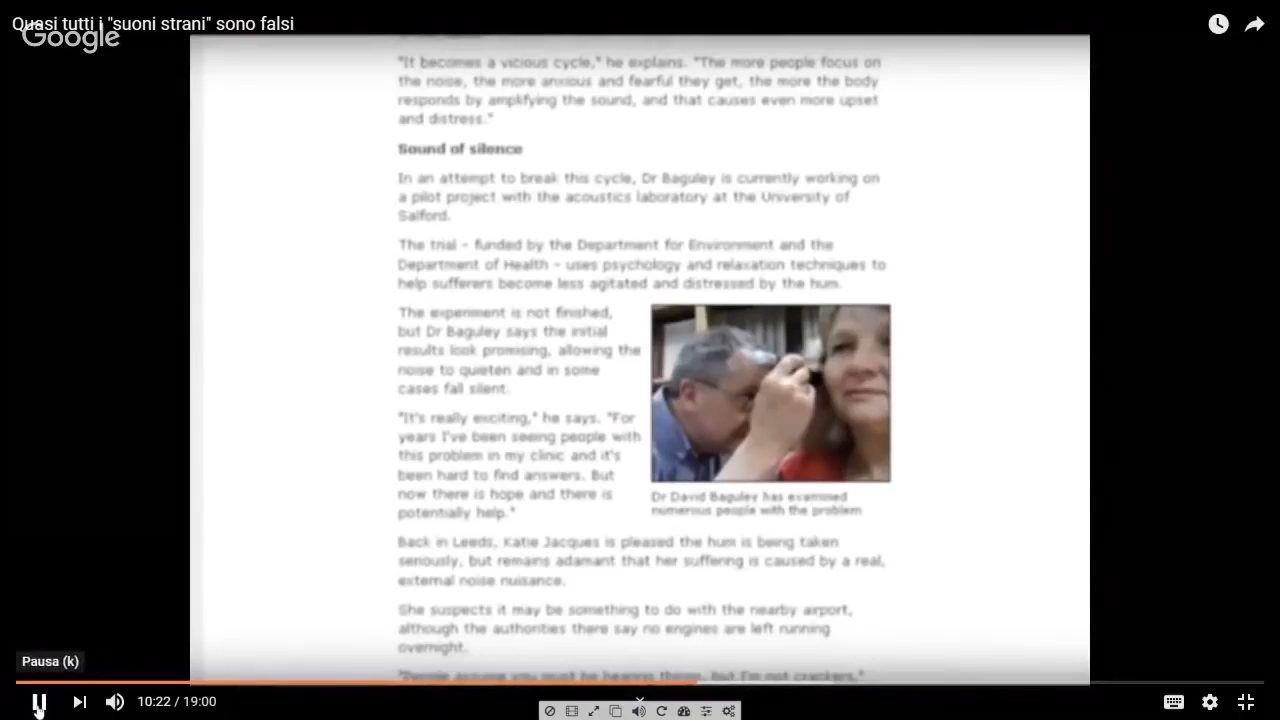 Quasi tutti i "suoni strani" sono falsi
Google
"It becomes a vicious cycle," he explains. "The more people focus on
the noise, the more anxious and fearful they get, the more the body
responds by amplifying the sound, and that causes even more upset
and distress."
Sound of silence
In an attempt to break this cycle, Dr Baguley is currently working on
a pilot project with the acoustics laboratory at the University of
Salford.
The trial – funded by the Department for Environment and the
Department of Health – uses psychology and relaxation techniques to
help sufferers become less agitated and distressed by the hum.
The experiment is not finished,
but Dr Baguley says the initial
results look promising, allowing the
noise to quieten and in some
cases fall silent.
"It's really exciting," he says. "For
years I've been seeing people with
this problem in my clinic and it's
been hard to find answers. But
now there is hope and there is
potentially help."
Dr David Baguley has examined
numerous people with the problem
Back in Leeds, Katie Jacques is pleased the hum is being taken
seriously, but remains adamant that her suffering is caused by a real,
external noise nuisance.
She suspects it may be something to do with the nearby airport,
although the authorities there say no engines are left running
overnight.
"People assume you must be hearing things, but I'm not crackers,"
Pausa (k)
10:22 / 19:00